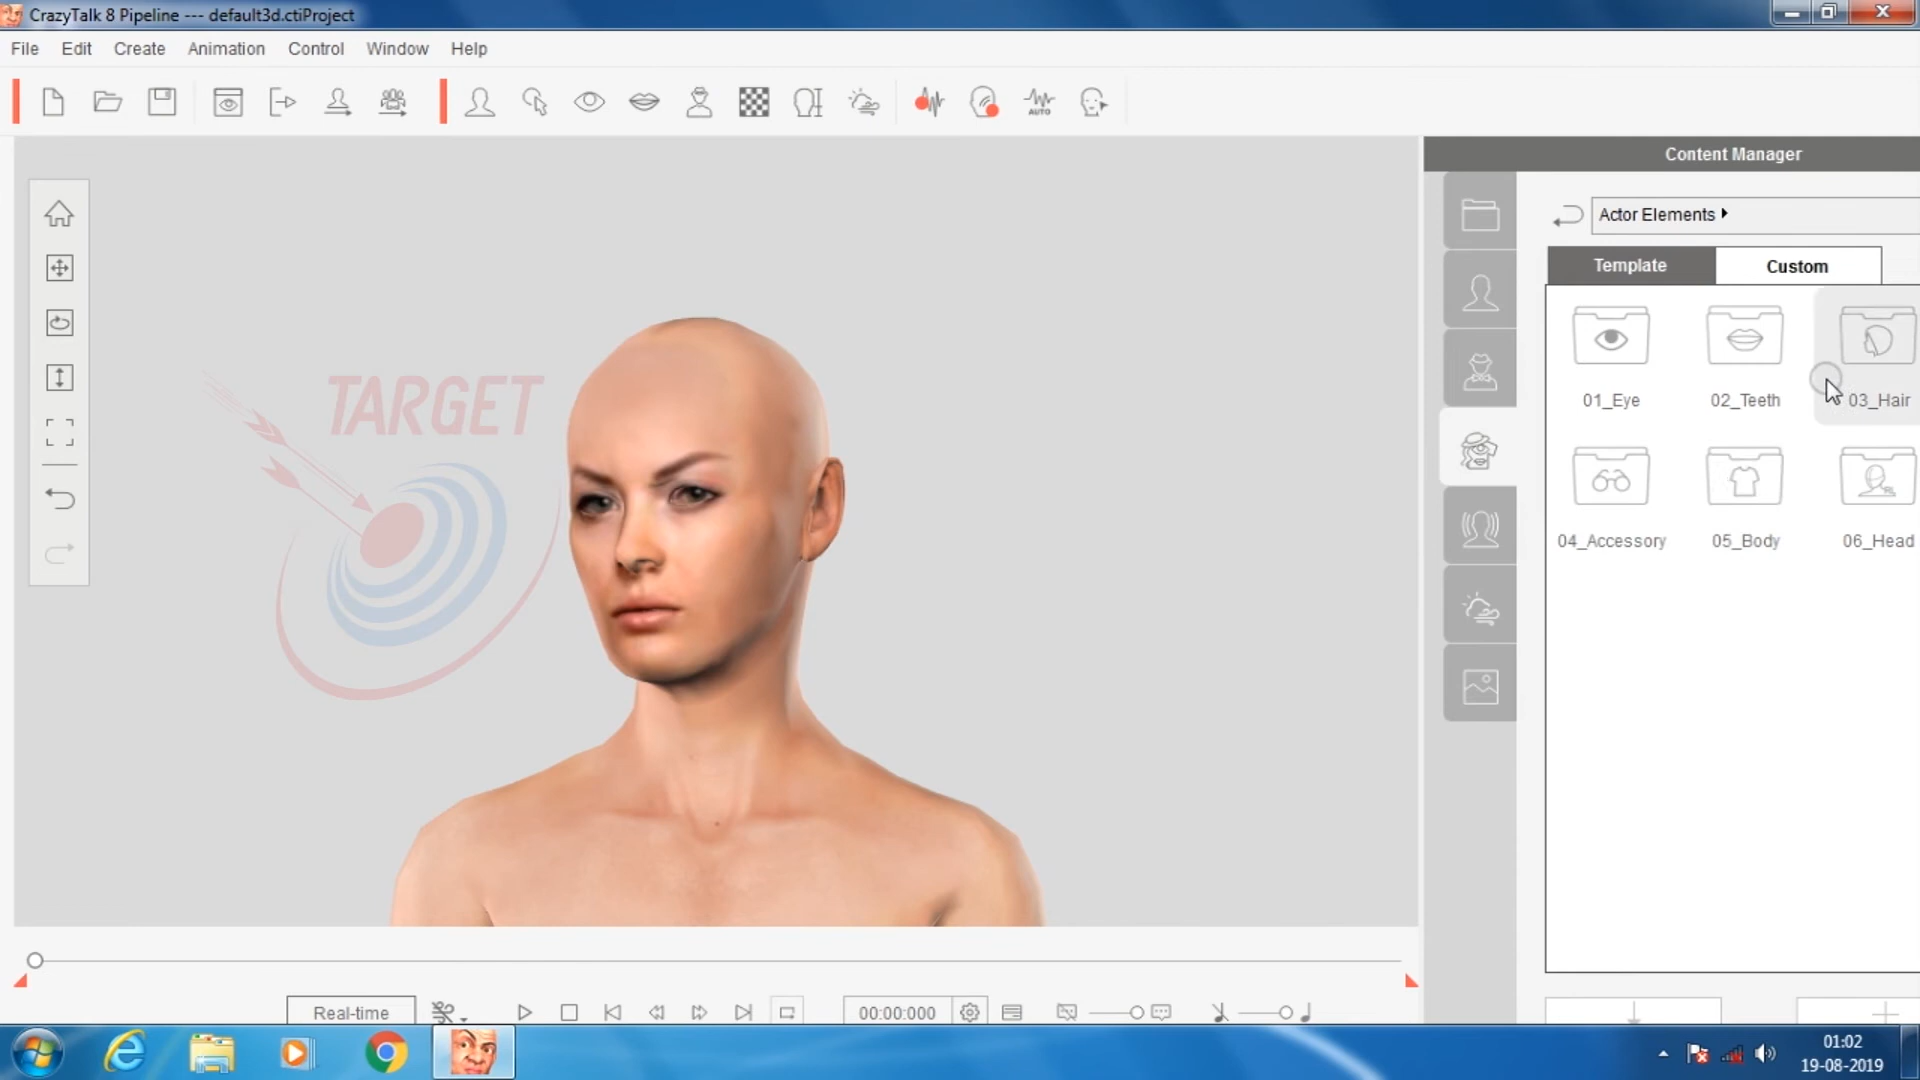 CrazyTalk 8 Pipeline --- default3d.ctiProject
File Edit Create Animation Control Window Help
AUTO
Content Manager
Actor Elements
Template Custom
01_Eye 02_Teeth 03_Hair
04_Accessory 05_Body 06_Head
TARGET
Real-time 00:00:000
01:02
19-08-2019